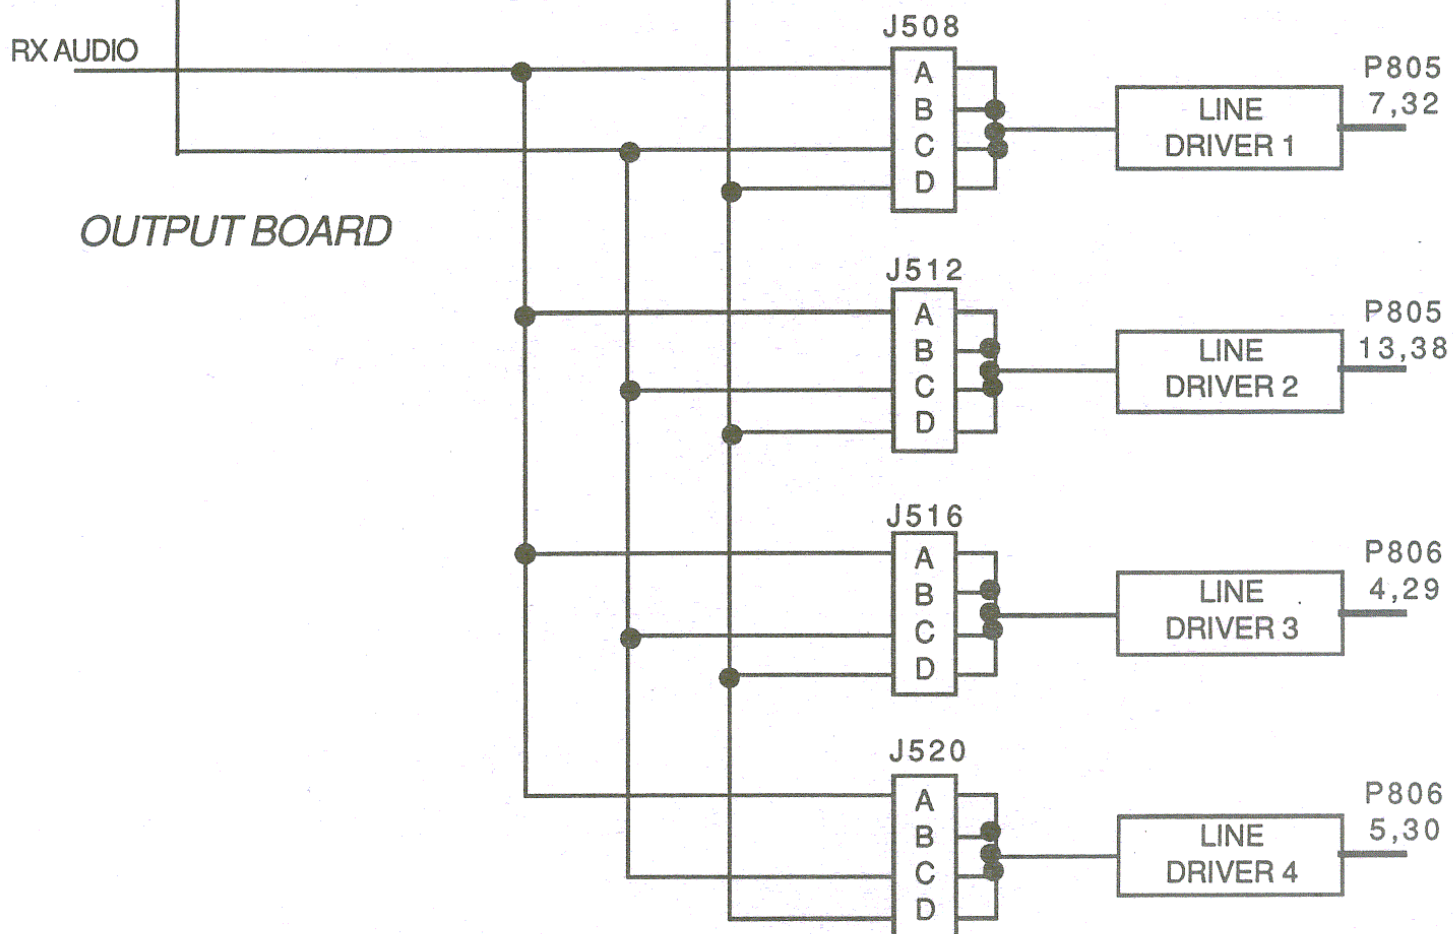 RX AUDIO
OUTPUT BOARD
J508
A
B
C
D
LINE
DRIVER 1
P805
7,32
J512
A
B
C
D
LINE
DRIVER 2
P805
13,38
J516
A
B
C
D
LINE
DRIVER 3
P806
4,29
J520
A
B
C
D
LINE
DRIVER 4
P806
5,30